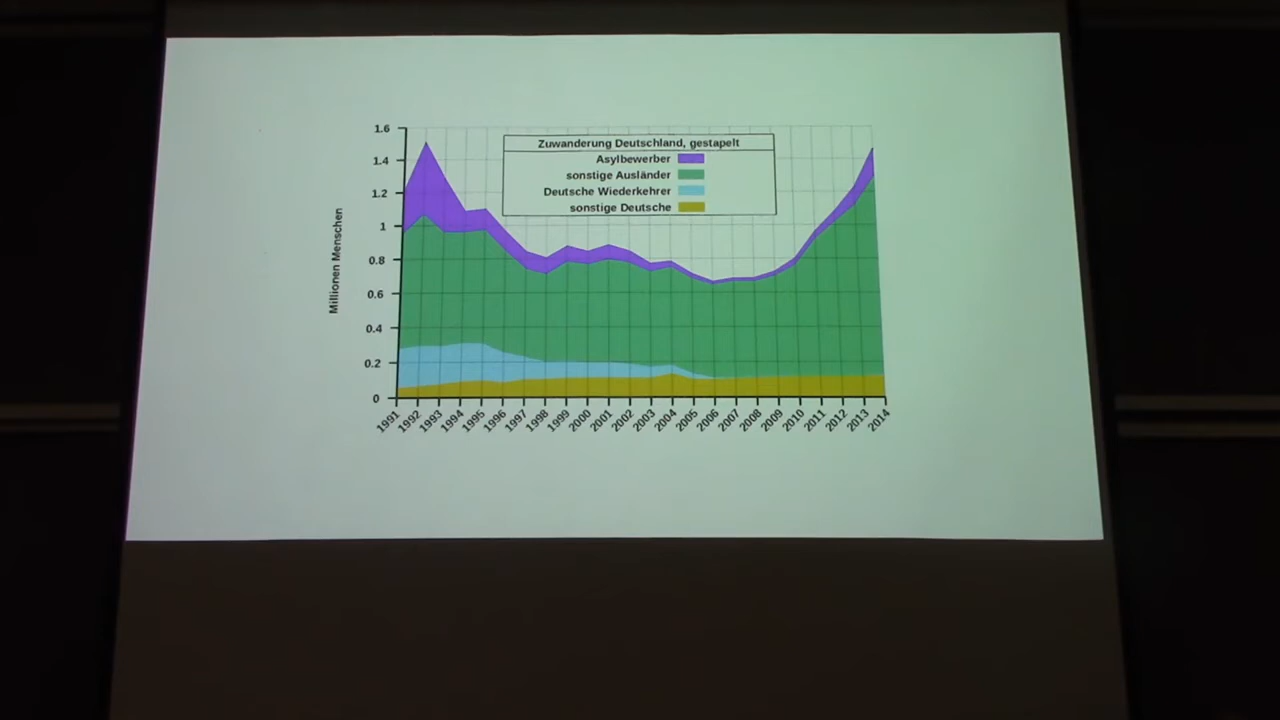 Zuwanderung Deutschland, gestapelt
Asylbewerber
sonstige Ausländer
Deutsche Wiederkehrer
sonstige Deutsche
Millionen Menschen
1.6
1.4
1.2
1
0.8
0.6
0.4
0.2
0
1991 1992 1993 1994 1995 1996 1997 1998 1999 2000 2001 2002 2003 2004 2005 2006 2007 2008 2009 2010 2011 2012 2013 2014